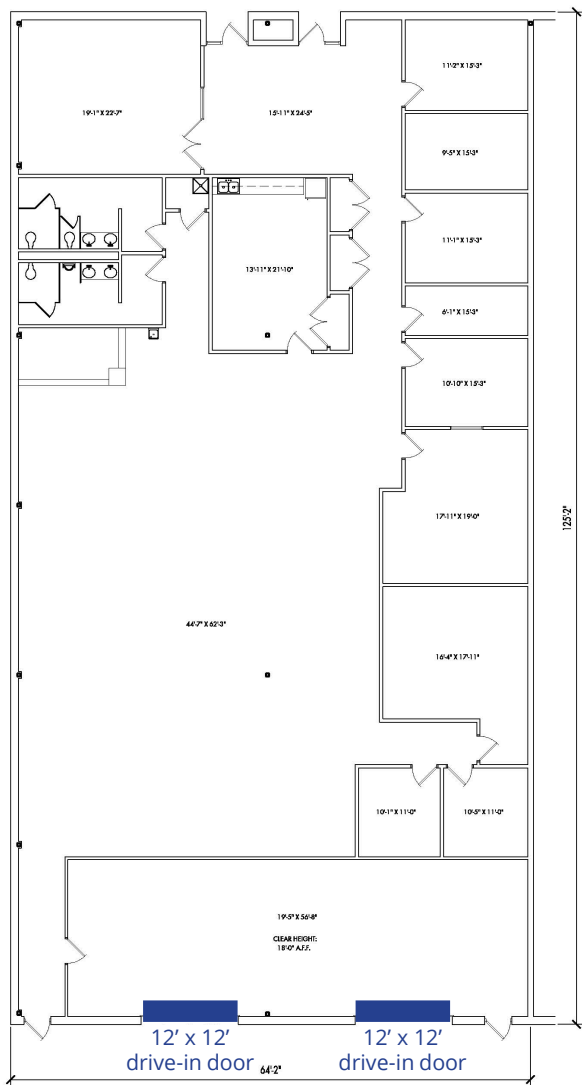 11'-2" X 15'-3"
19'-1" X 22'-7"
15'-11" X 24'-5"
9'-5" X 15'-3"
11'-1" X 15'-3"
13'-11" X 21'-10"
6'-1" X 15'-3"
10'-10" X 15'-3"
17'-11" X 19'-0"
125'-2"
44'-7" X 62'-3"
16'-4" X 17'-11"
10'-1" X 11'-0"
10'-5" X 11'-0"
19'-5" X 56'-8"
CLEAR HEIGHT:
18'-0" A.F.F.
12' x 12'
drive-in door
12' x 12'
drive-in door
64'-2"